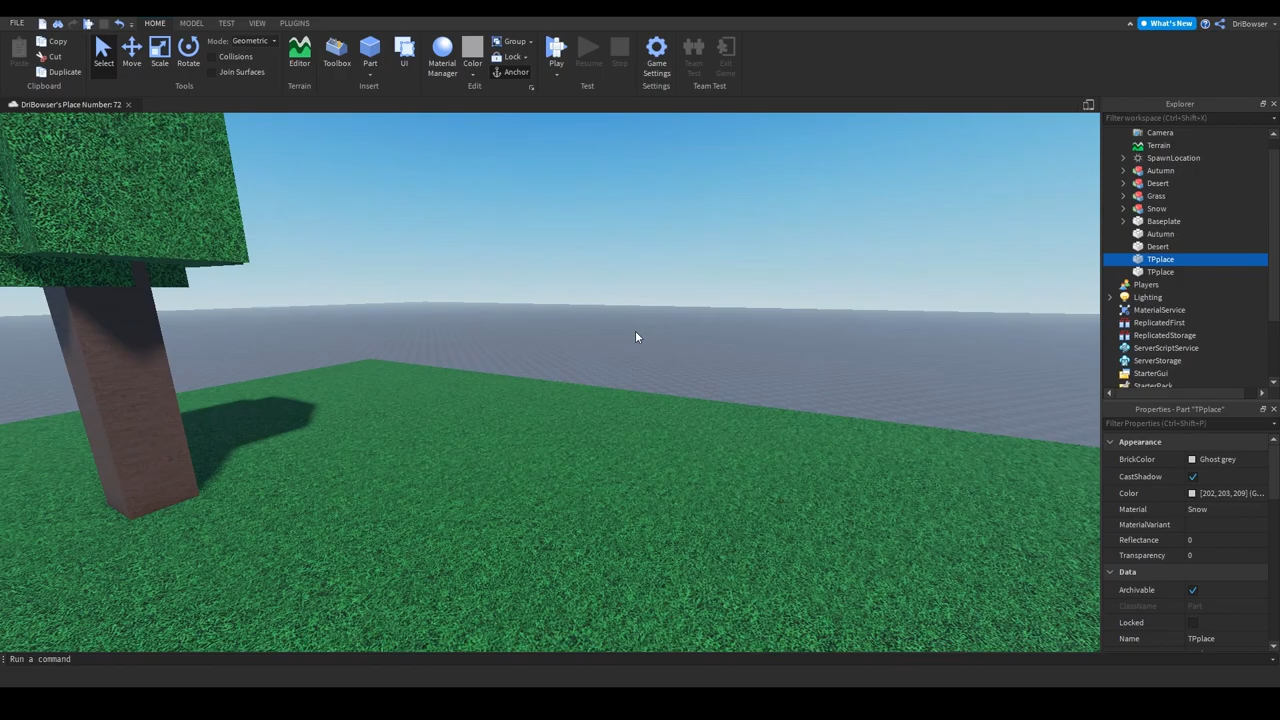 FILE HOME MODEL TEST VIEW PLUGINS What's New DriBowser
Paste Copy Cut Duplicate Clipboard
Select Move Scale Rotate Mode: Geometric Collisions Join Surfaces Tools
Editor Terrain
Toolbox Part UI Insert
Material Manager Color Group Lock Anchor Edit
Play Resume Stop Test
Game Settings Settings
Team Test Exit Game Team Test
DriBowser's Place Number: 72
Explorer
Filter workspace (Ctrl+Shift+X)
Camera
Terrain
SpawnLocation
Autumn
Desert
Grass
Snow
Baseplate
Autumn
Desert
TPplace
TPplace
Players
Lighting
MaterialService
ReplicatedFirst
ReplicatedStorage
ServerScriptService
ServerStorage
StarterGui
StarterPack
Properties - Part "TPplace"
Filter Properties (Ctrl+Shift+P)
Appearance
BrickColor Ghost grey
CastShadow
Color [202, 203, 209] (G...
Material Snow
MaterialVariant
Reflectance 0
Transparency 0
Data
Archivable
ClassName Part
Locked
Name TPplace
Run a command